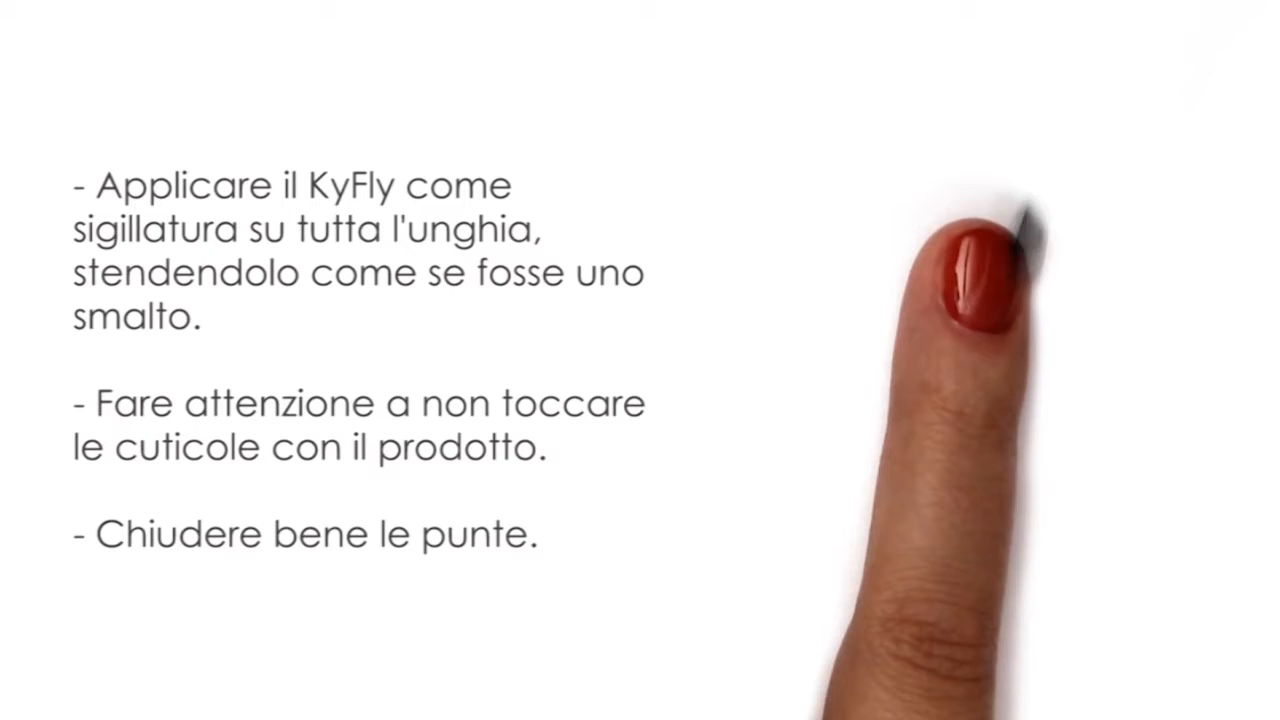 - Applicare il KyFly come
sigillatura su tutta l'unghia,
stendendolo come se fosse uno
smalto.
- Fare attenzione a non toccare
le cuticole con il prodotto.
- Chiudere bene le punte.